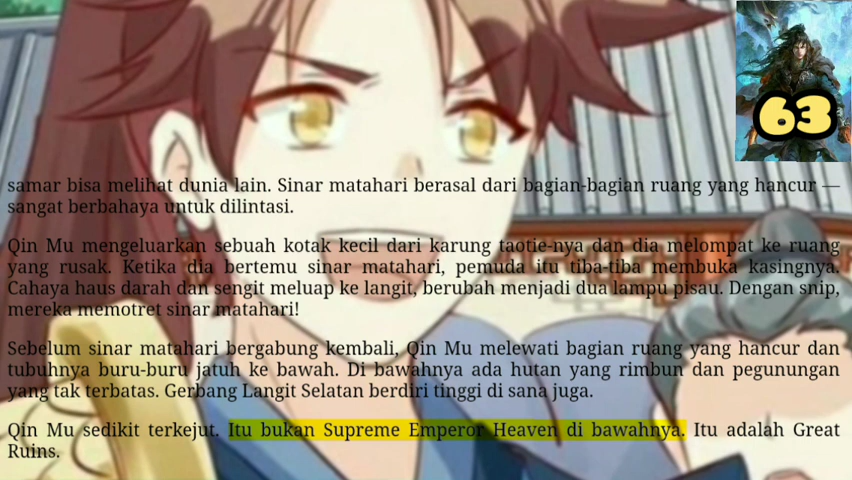 63
samar bisa melihat dunia lain. Sinar matahari berasal dari bagian-bagian ruang yang hancur —
sangat berbahaya untuk dilintasi.
Qin Mu mengeluarkan sebuah kotak kecil dari karung taotie-nya dan dia melompat ke ruang
yang rusak. Ketika dia bertemu sinar matahari, pemuda itu tiba-tiba membuka kasingnya.
Cahaya haus darah dan sengit meluap ke langit, berubah menjadi dua lampu pisau. Dengan snip,
mereka memotret sinar matahari!
Sebelum sinar matahari bergabung kembali, Qin Mu melewati bagian ruang yang hancur dan
tubuhnya buru-buru jatuh ke bawah. Di bawahnya ada hutan yang rimbun dan pegunungan
yang tak terbatas. Gerbang Langit Selatan berdiri tinggi di sana juga.
Qin Mu sedikit terkejut. Itu bukan Supreme Emperor Heaven di bawahnya. Itu adalah Great
Ruins.